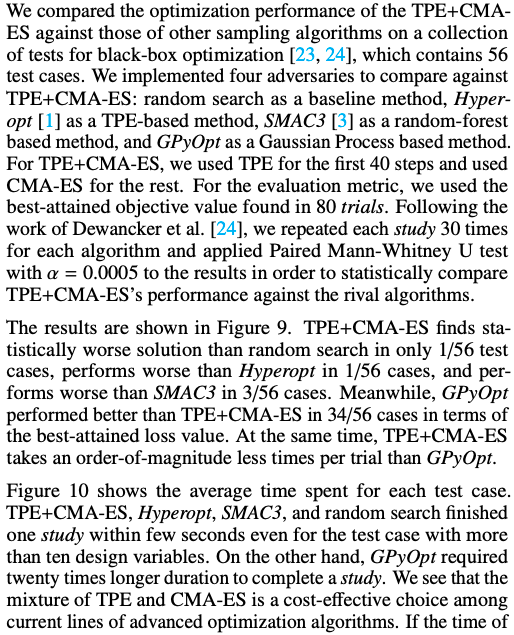 We compared the optimization performance of the TPE+CMA-
ES against those of other sampling algorithms on a collection
of tests for black-box optimization [23, 24], which contains 56
test cases. We implemented four adversaries to compare against
TPE+CMA-ES: random search as a baseline method, Hyper-
opt [1] as a TPE-based method, SMAC3 [3] as a random-forest
based method, and GPyOpt as a Gaussian Process based method.
For TPE+CMA-ES, we used TPE for the first 40 steps and used
CMA-ES for the rest. For the evaluation metric, we used the
best-attained objective value found in 80 trials. Following the
work of Dewancker et al. [24], we repeated each study 30 times
for each algorithm and applied Paired Mann-Whitney U test
with α = 0.0005 to the results in order to statistically compare
TPE+CMA-ES's performance against the rival algorithms.
The results are shown in Figure 9. TPE+CMA-ES finds sta-
tistically worse solution than random search in only 1/56 test
cases, performs worse than Hyperopt in 1/56 cases, and per-
forms worse than SMAC3 in 3/56 cases. Meanwhile, GPyOpt
performed better than TPE+CMA-ES in 34/56 cases in terms of
the best-attained loss value. At the same time, TPE+CMA-ES
takes an order-of-magnitude less times per trial than GPyOpt.
Figure 10 shows the average time spent for each test case.
TPE+CMA-ES, Hyperopt, SMAC3, and random search finished
one study within few seconds even for the test case with more
than ten design variables. On the other hand, GPyOpt required
twenty times longer duration to complete a study. We see that the
mixture of TPE and CMA-ES is a cost-effective choice among
current lines of advanced optimization algorithms. If the time of